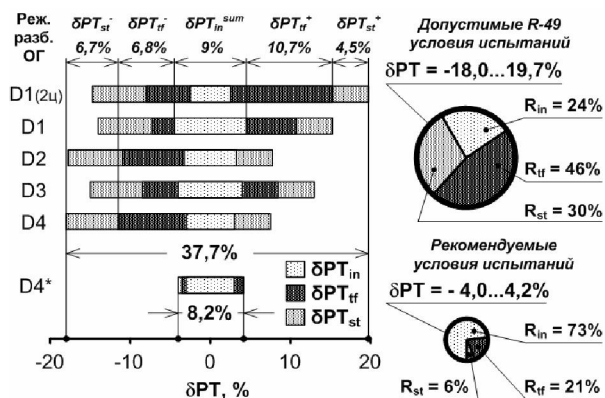 Реж. разб. ОГ
δPTst- δPTtf- δPTin sum δPTtf+ δPTst+
6,7% 6,8% 9% 10,7% 4,5%
D1(2ц)
D1
D2
D3
D4
37,7%
D4*
8,2%
δPTin
δPTtf
δPTst
-20 -10 0 10 20
δPT, %
Допустимые R-49
условия испытаний
δPT = -18,0...19,7%
Rin = 24%
Rtf = 46%
Rst = 30%
Рекомендуемые
условия испытаний
δPT = - 4,0...4,2%
Rin = 73%
Rst = 6%
Rtf = 21%